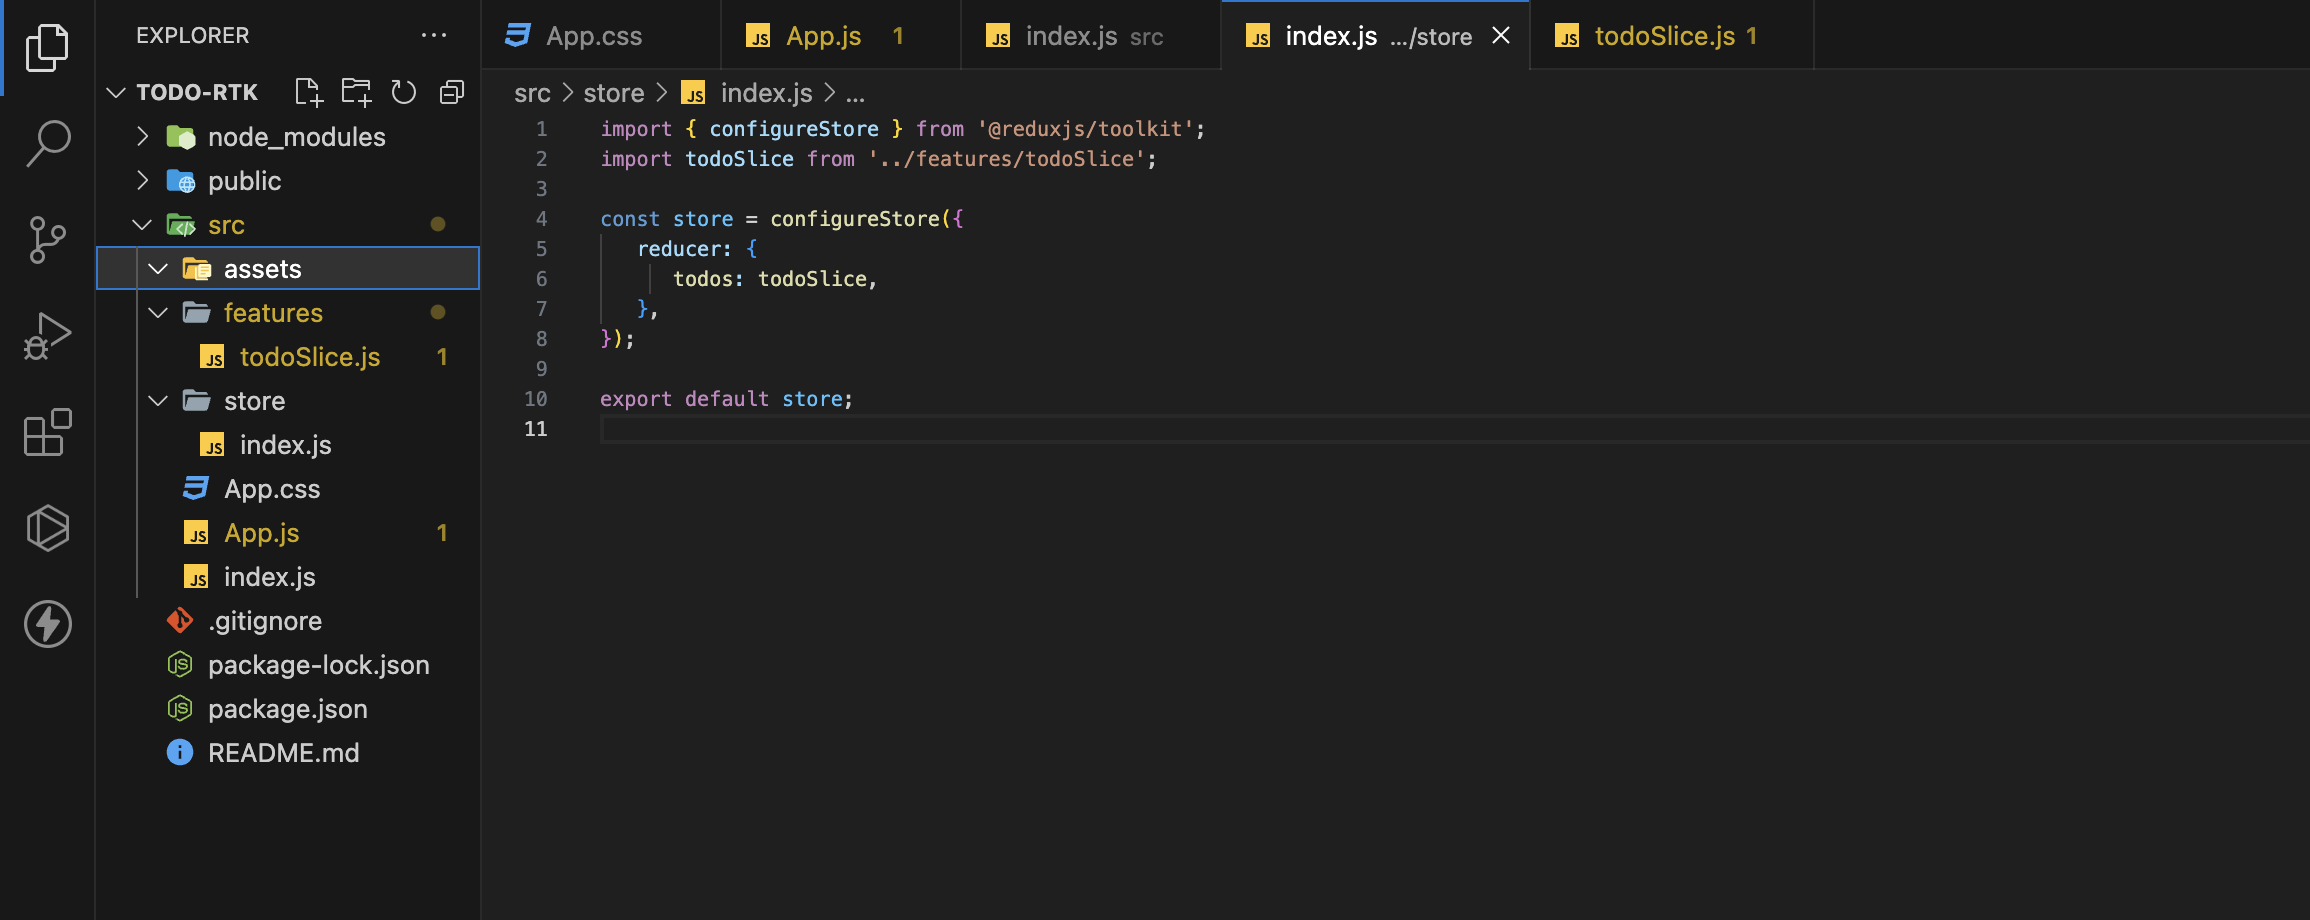 EXPLORER
TODO-RTK
node_modules
public
src
assets
features
todoSlice.js 1
store
index.js
App.css
App.js 1
index.js
.gitignore
package-lock.json
package.json
README.md
App.css
App.js 1
index.js src
index.js .../store
todoSlice.js 1
src > store > JS index.js > ...
1 import { configureStore } from '@reduxjs/toolkit';
2 import todoSlice from '../features/todoSlice';
3
4 const store = configureStore({
5 reducer: {
6 todos: todoSlice,
7 },
8 });
9
10 export default store;
11